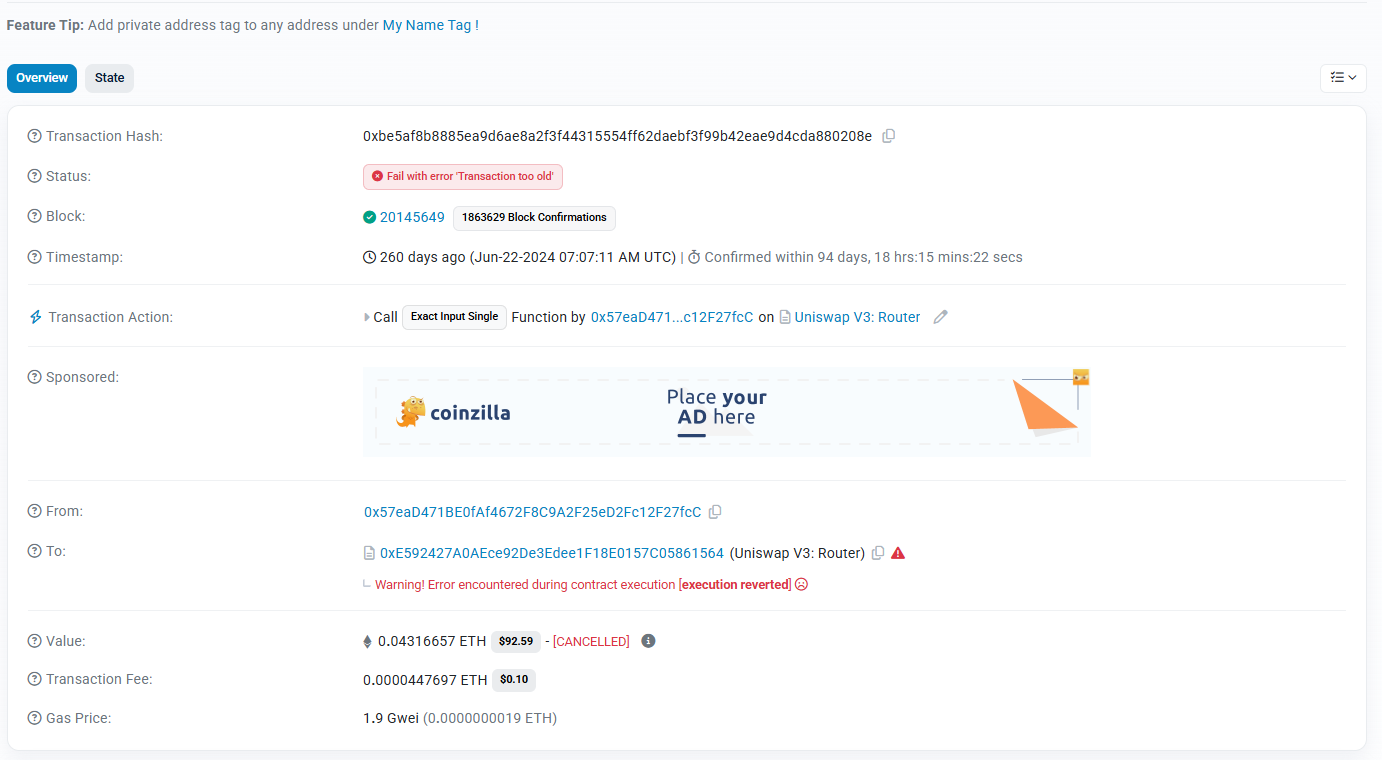 Feature Tip: Add private address tag to any address under My Name Tag !
Overview State
Transaction Hash: 0xbe5af8b8885ea9d6ae8a2f3f44315554ff62daebf3f99b42eae9d4cda880208e
Status: Fail with error 'Transaction too old'
Block: 20145649 1863629 Block Confirmations
Timestamp: 260 days ago (Jun-22-2024 07:07:11 AM UTC) | Confirmed within 94 days, 18 hrs:15 mins:22 secs
Transaction Action: Call Exact Input Single Function by 0x57eaD471...c12F27fcC on Uniswap V3: Router
Sponsored:
coinzilla
Place your
AD here
From: 0x57eaD471BE0fAf4672F8C9A2F25eD2Fc12F27fcC
To: 0xE592427A0AEce92De3Edee1F18E0157C05861564 (Uniswap V3: Router)
Warning! Error encountered during contract execution [execution reverted]
Value: 0.04316657 ETH $92.59 - [CANCELLED]
Transaction Fee: 0.0000447697 ETH $0.10
Gas Price: 1.9 Gwei (0.0000000019 ETH)